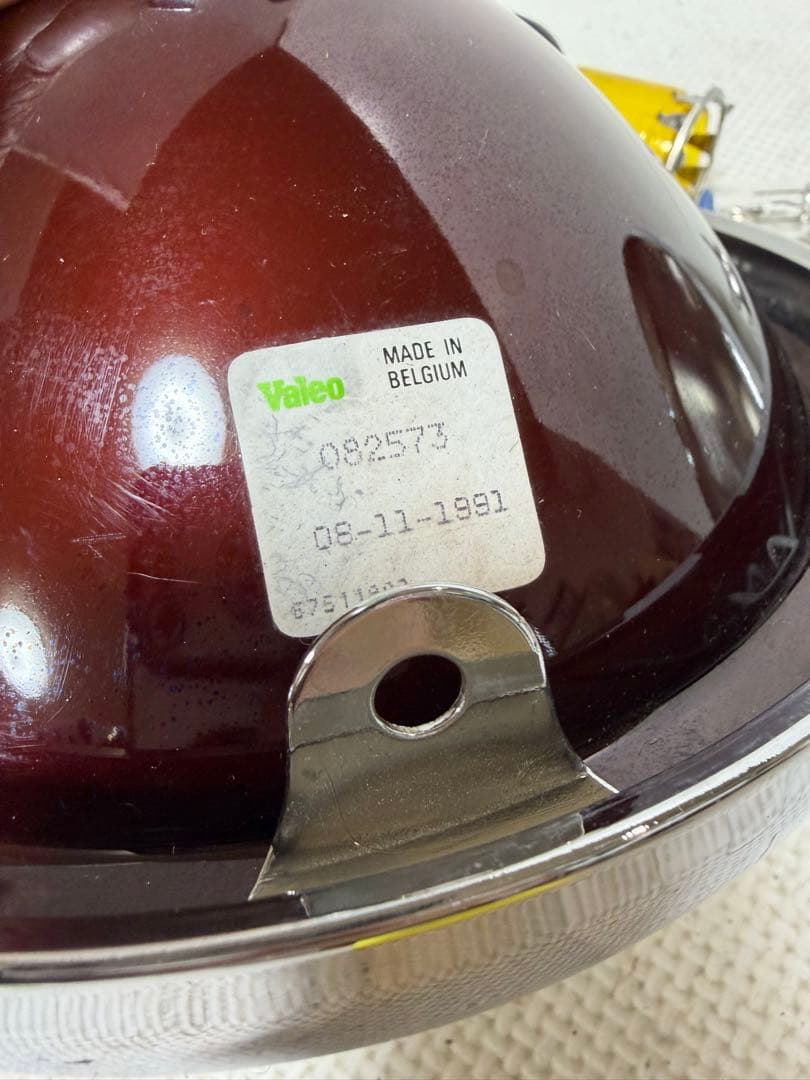 Valeo
MADE IN
BELGIUM
082573
08-11-1991